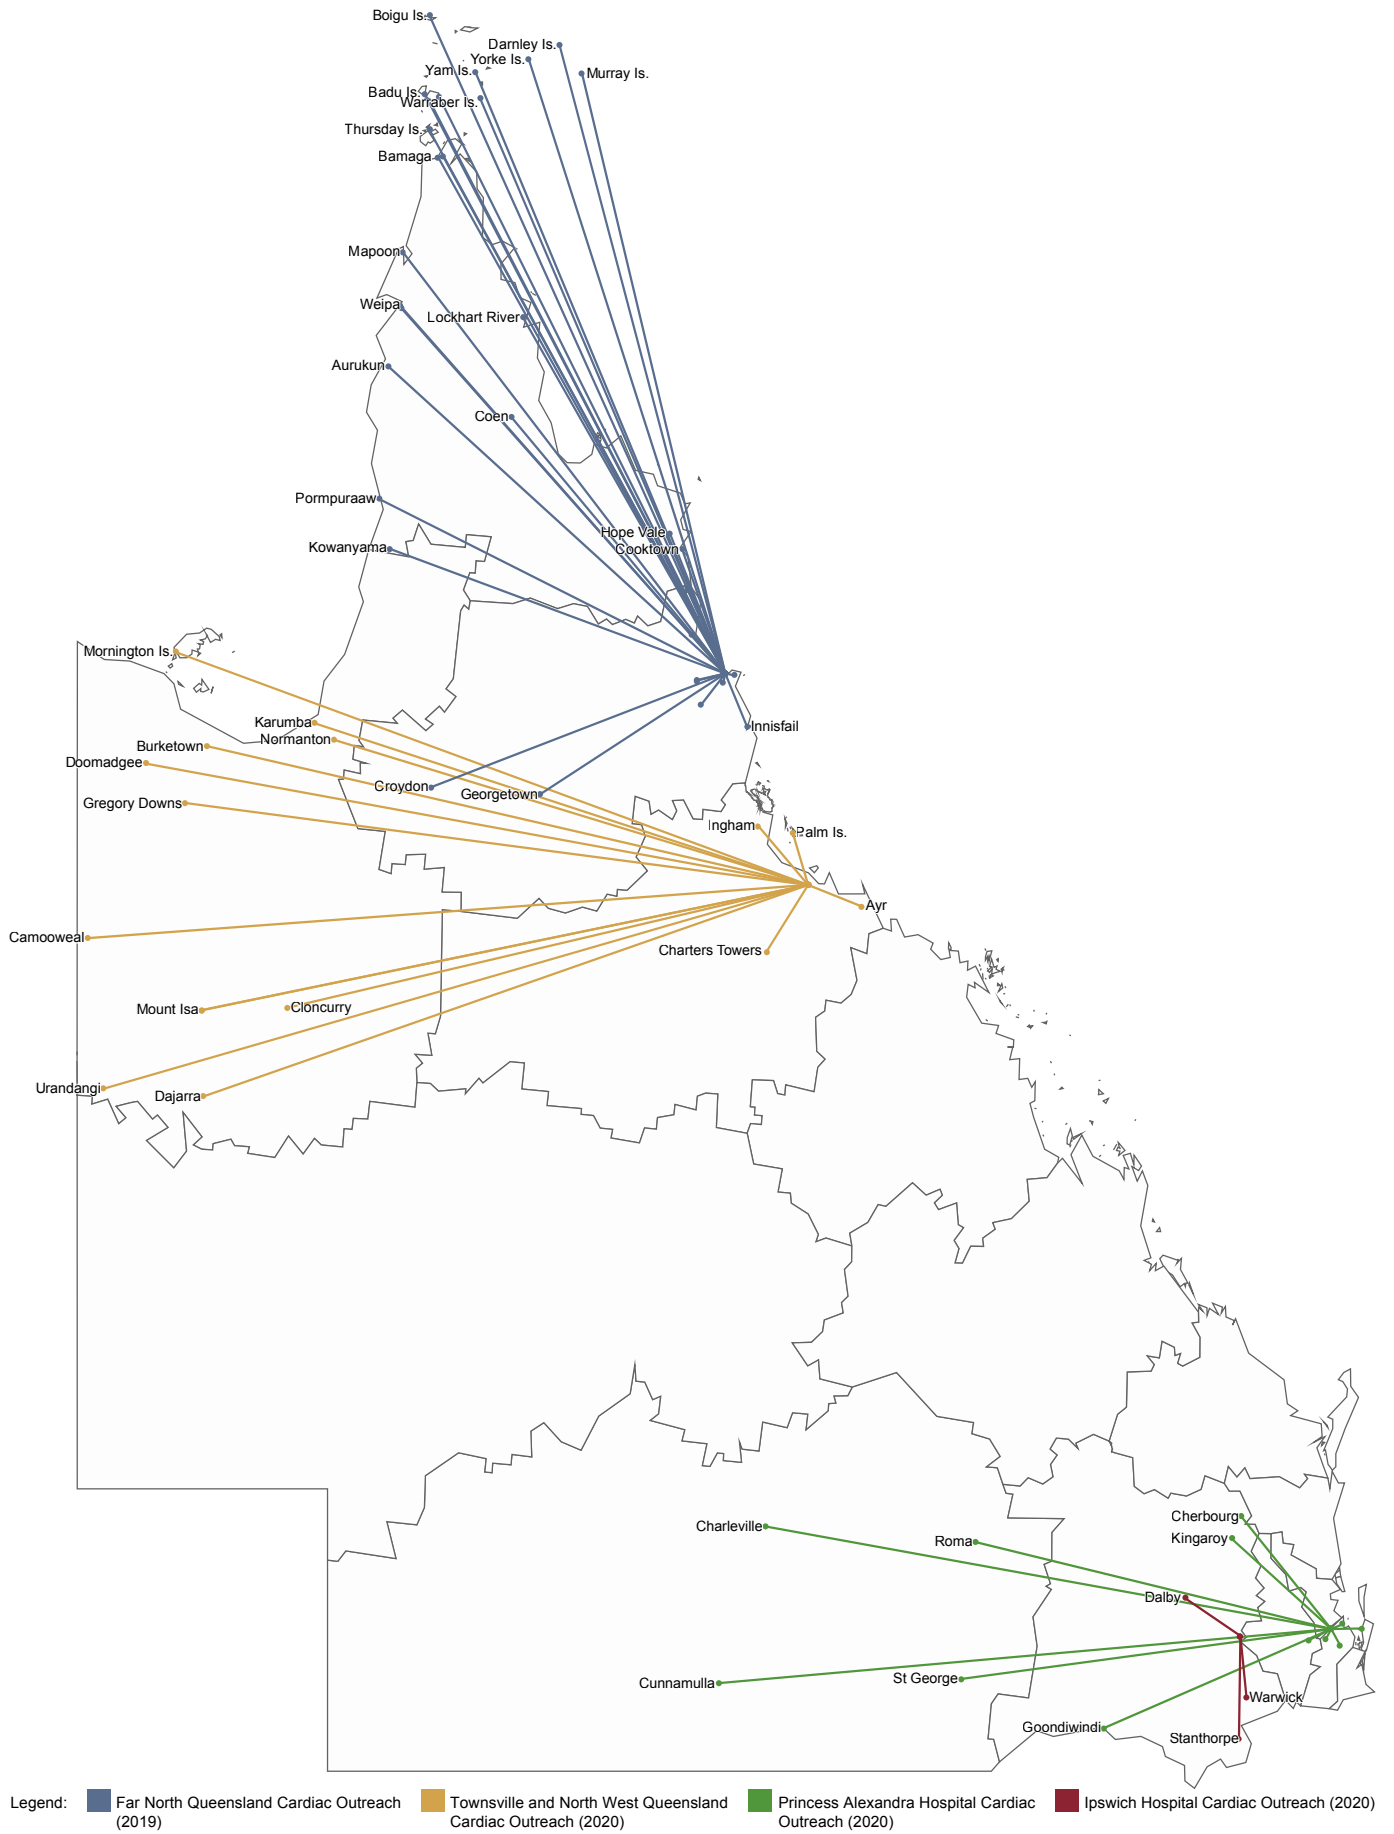 Boigu Is.
Darnley Is.
Yorke Is.
Yam Is.
Murray Is.
Badu Is.
Warraber Is.
Thursday Is.
Bamaga
Mapoon
Weipa
Lockhart River
Aurukun
Coen
Pormpuraaw
Hope Vale
Kowanyama
Cooktown
Mornington Is.
Karumba
Innisfail
Normanton
Burketown
Doomadgee
Croydon
Georgetown
Gregory Downs
Ingham
Palm Is.
Ayr
Camooweal
Charters Towers
Mount Isa
Cloncurry
Urandangi
Dajarra
Cherbourg
Charleville
Kingaroy
Roma
Dalby
St George
Cunnamulla
Warwick
Goondiwindi
Stanthorpe
Legend:
Far North Queensland Cardiac Outreach
(2019)
Townsville and North West Queensland
Cardiac Outreach (2020)
Princess Alexandra Hospital Cardiac
Outreach (2020)
Ipswich Hospital Cardiac Outreach (2020)